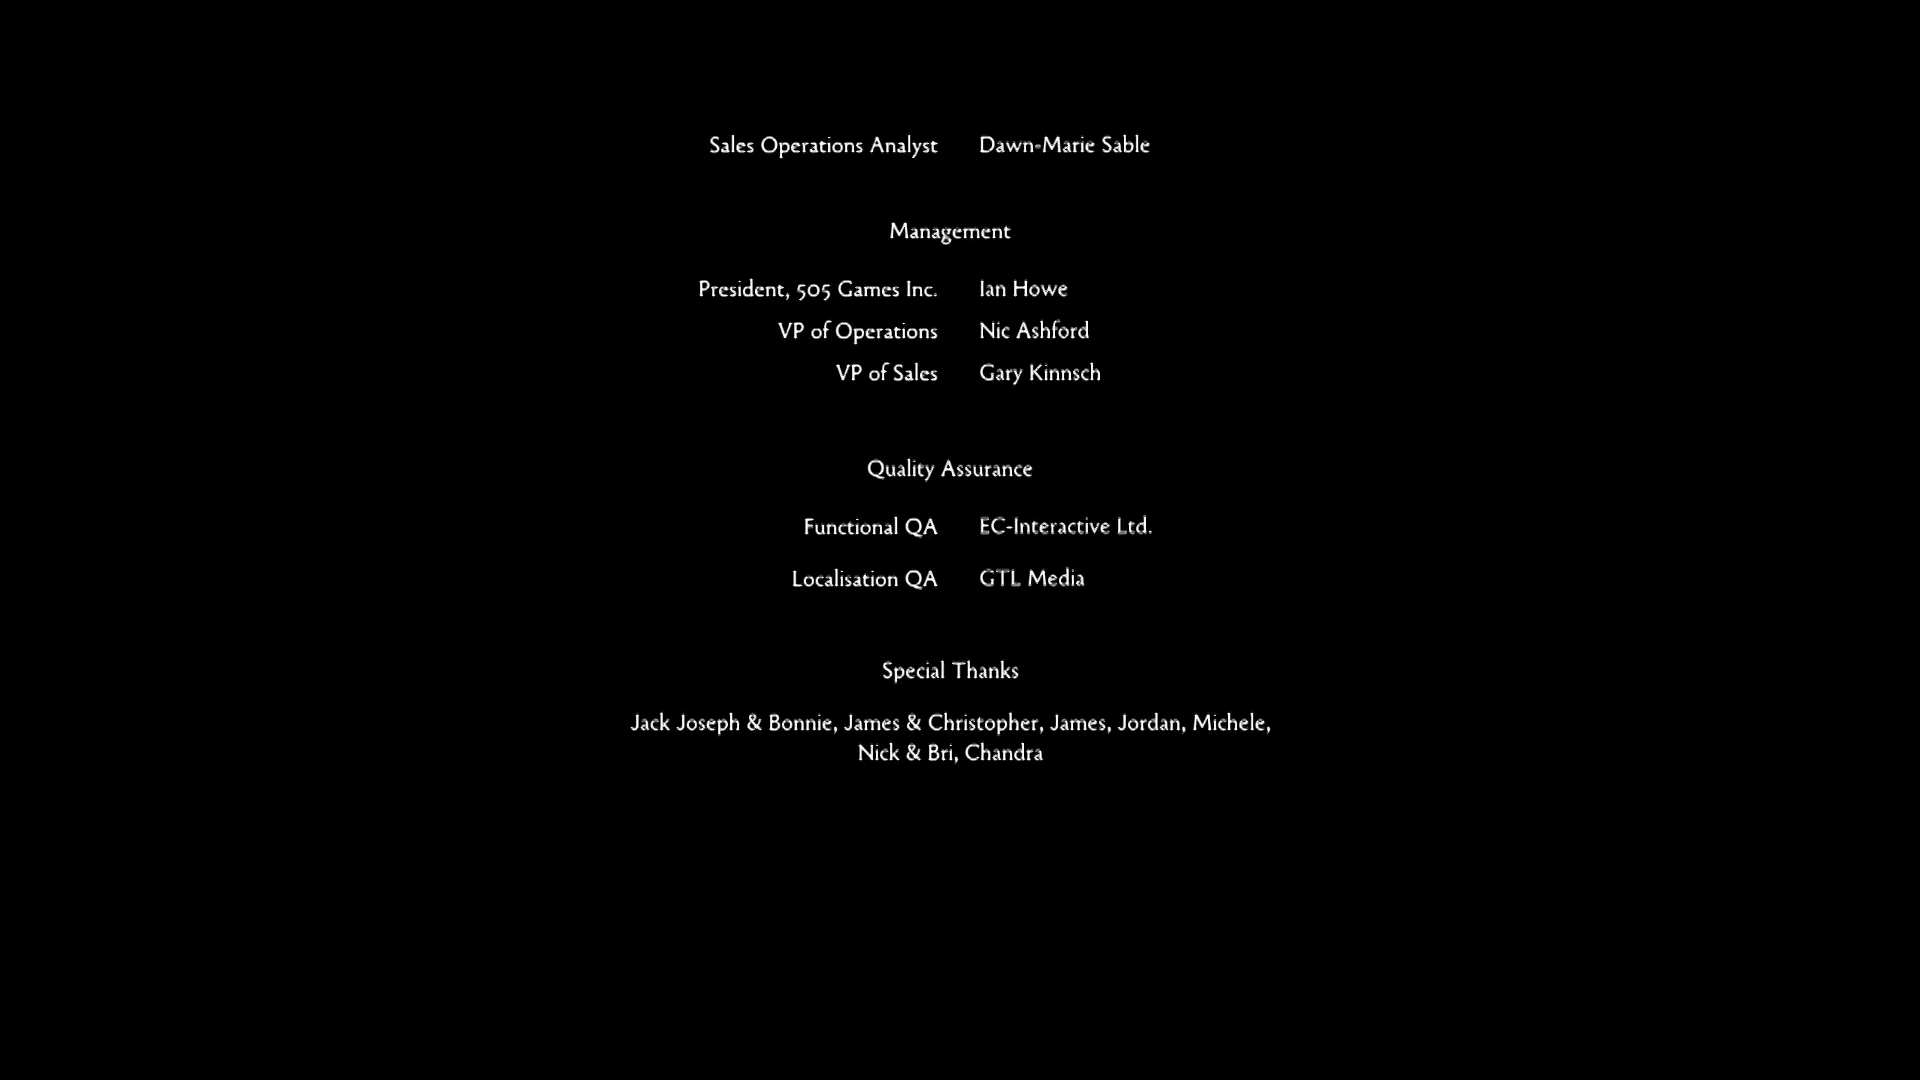 Sales Operations Analyst Dawn-Marie Sable
Management
President, 505 Games Inc. Ian Howe
VP of Operations Nic Ashford
VP of Sales Gary Kinnsch
Quality Assurance
Functional QA EC-Interactive Ltd.
Localisation QA GTL Media
Special Thanks
Jack Joseph & Bonnie, James & Christopher, James, Jordan, Michele,
Nick & Bri, Chandra